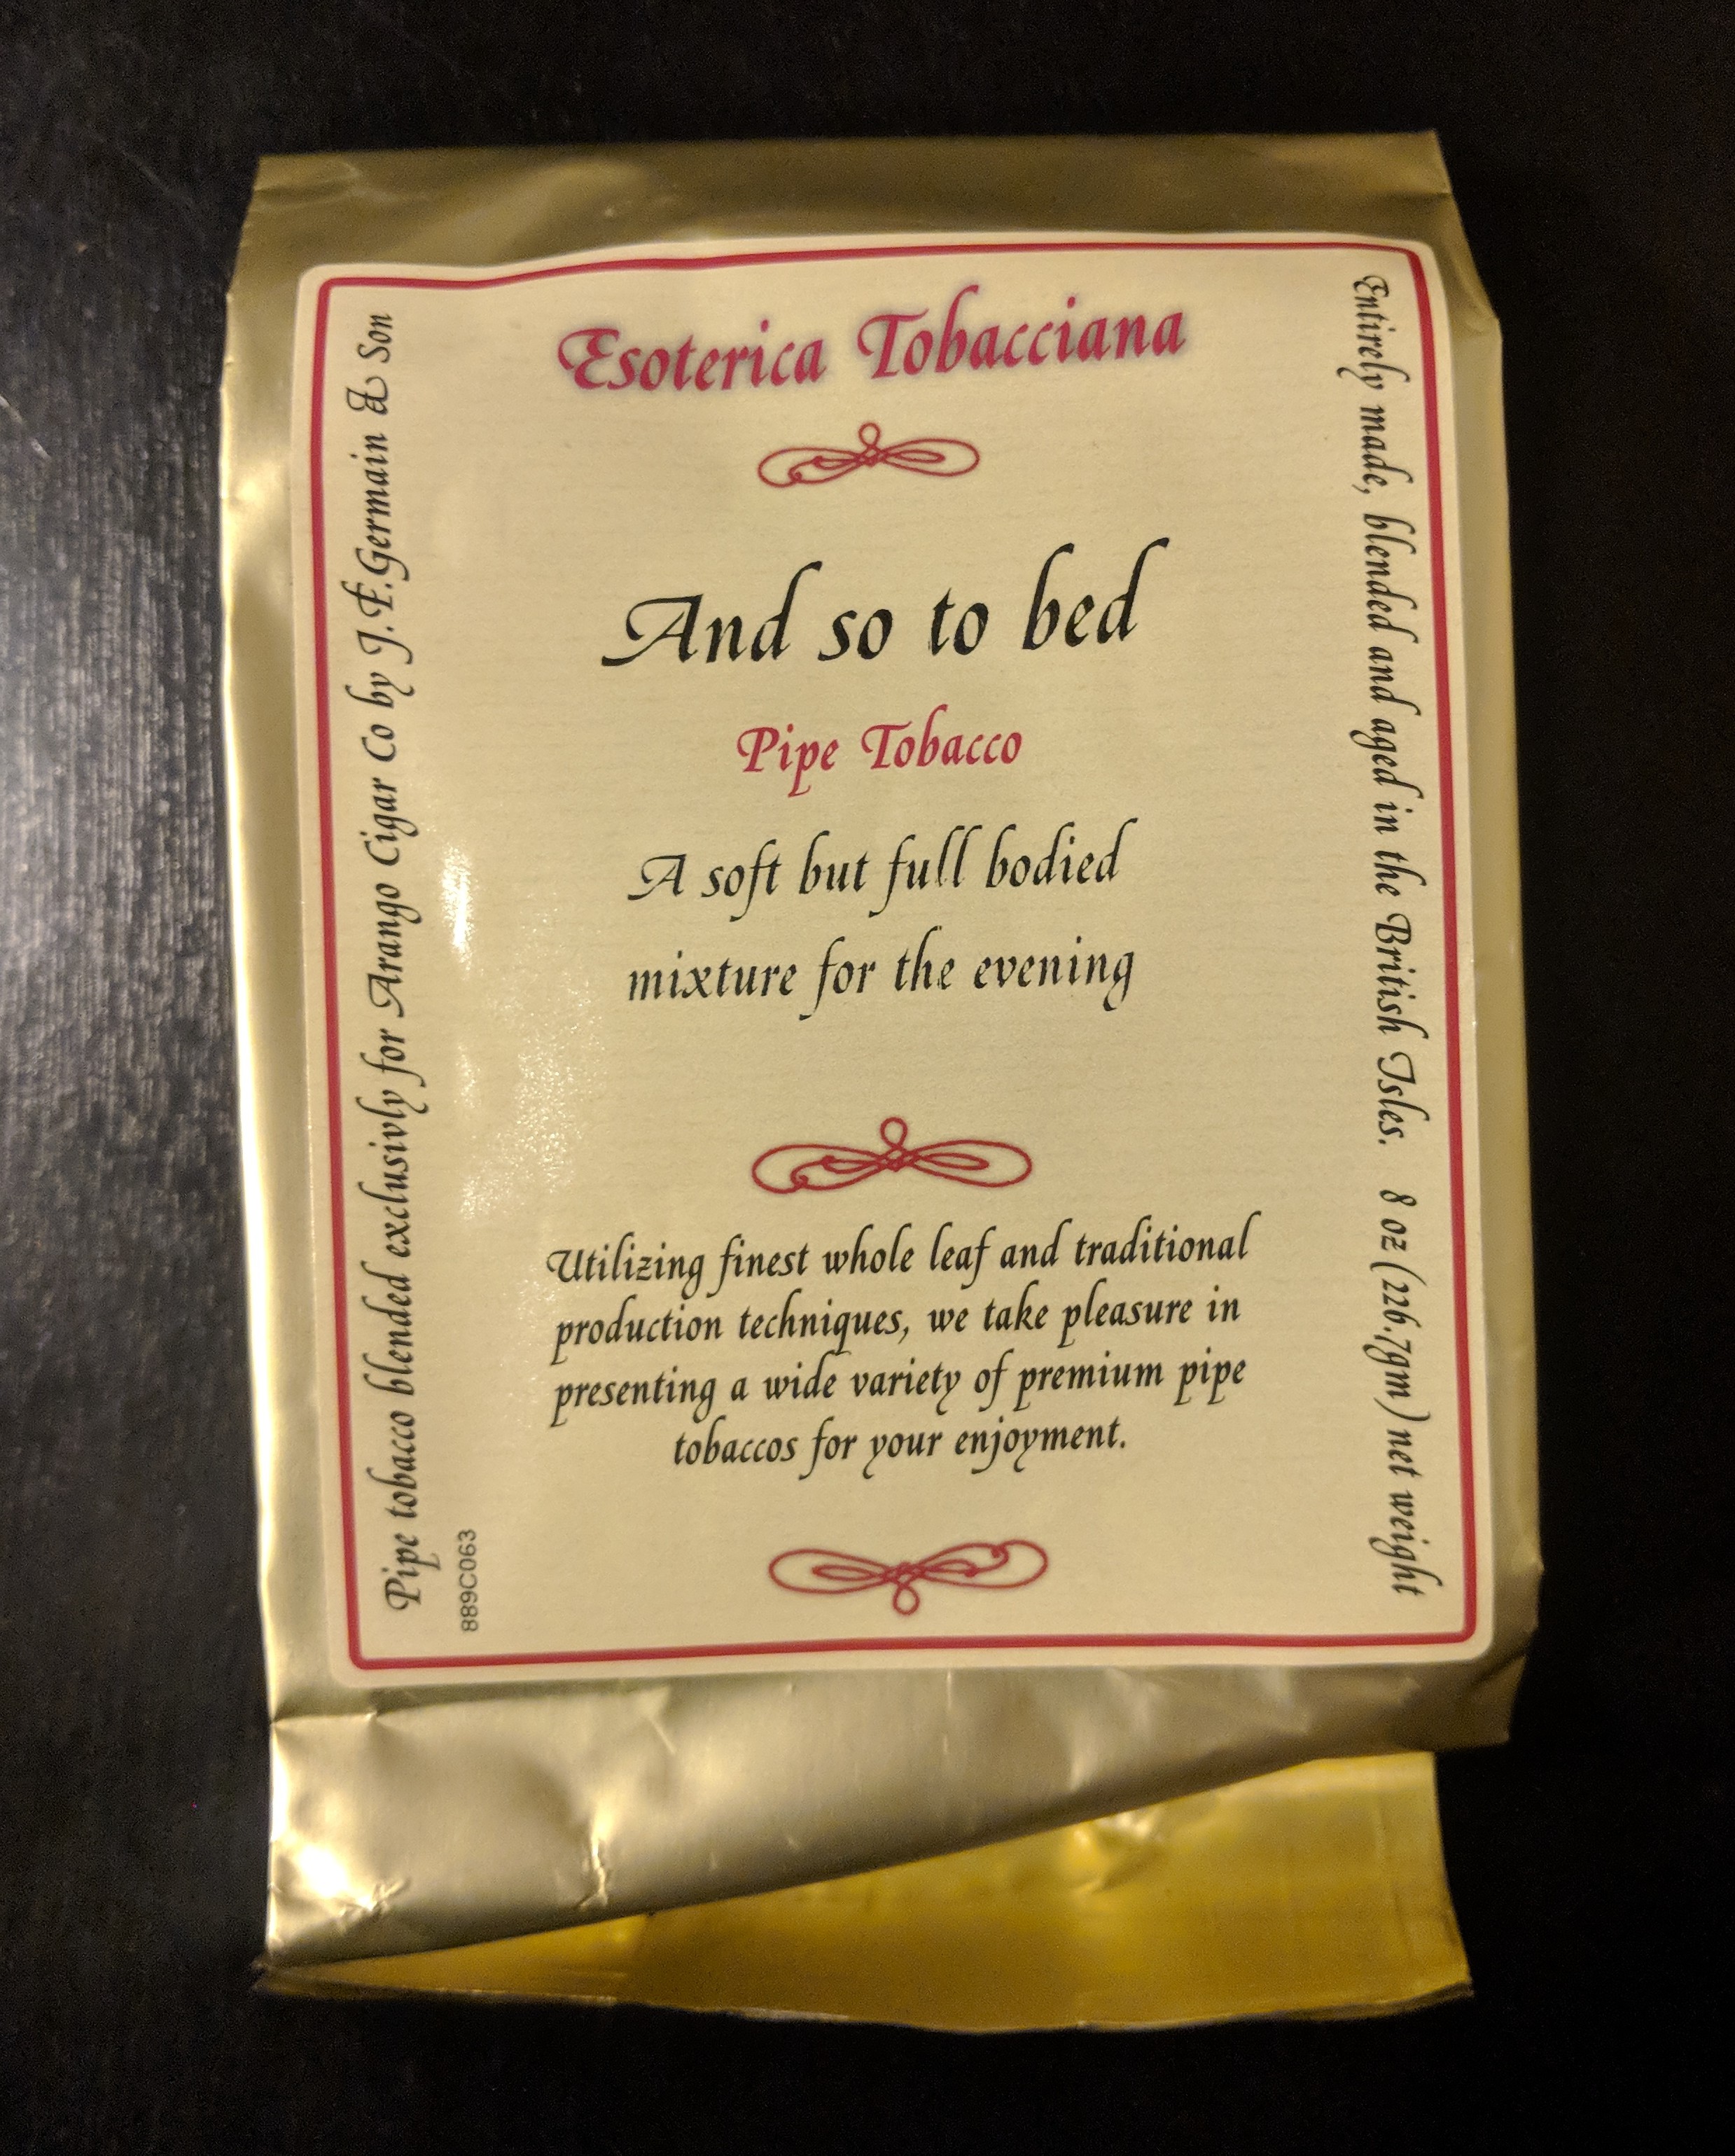 Esoterica Tobacciana
And so to bed
Pipe Tobacco
A soft but full bodied
mixture for the evening
Utilizing finest whole leaf and traditional
production techniques, we take pleasure in
presenting a wide variety of premium pipe
tobaccos for your enjoyment.
Pipe tobacco blended exclusivly for Arango Cigar Co by J.F.Germain & Son
889C063
Entirely made, blended and aged in the British Isles. 8 oz (226.7gm) net weight